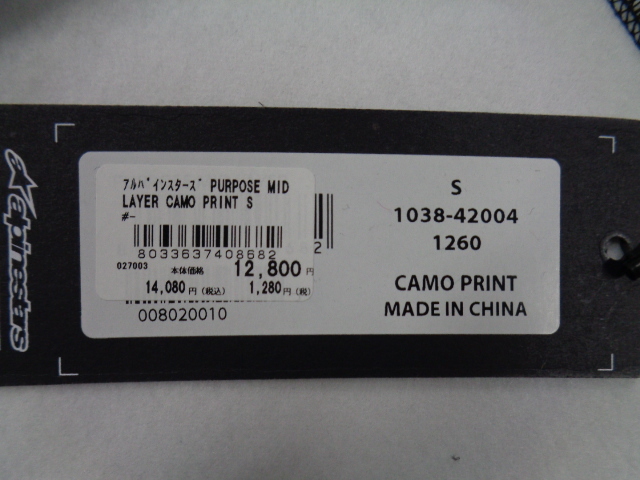 alpinestars
ｱﾙﾊﾟｲﾝｽﾀｰｽﾞ PURPOSE MID
LAYER CAMO PRINT S
#-
8033637408682
2
027003
本体価格 12,800円
14,080円(税込) 1,280円(税)
008020010
S
1038-42004
1260
CAMO PRINT
MADE IN CHINA